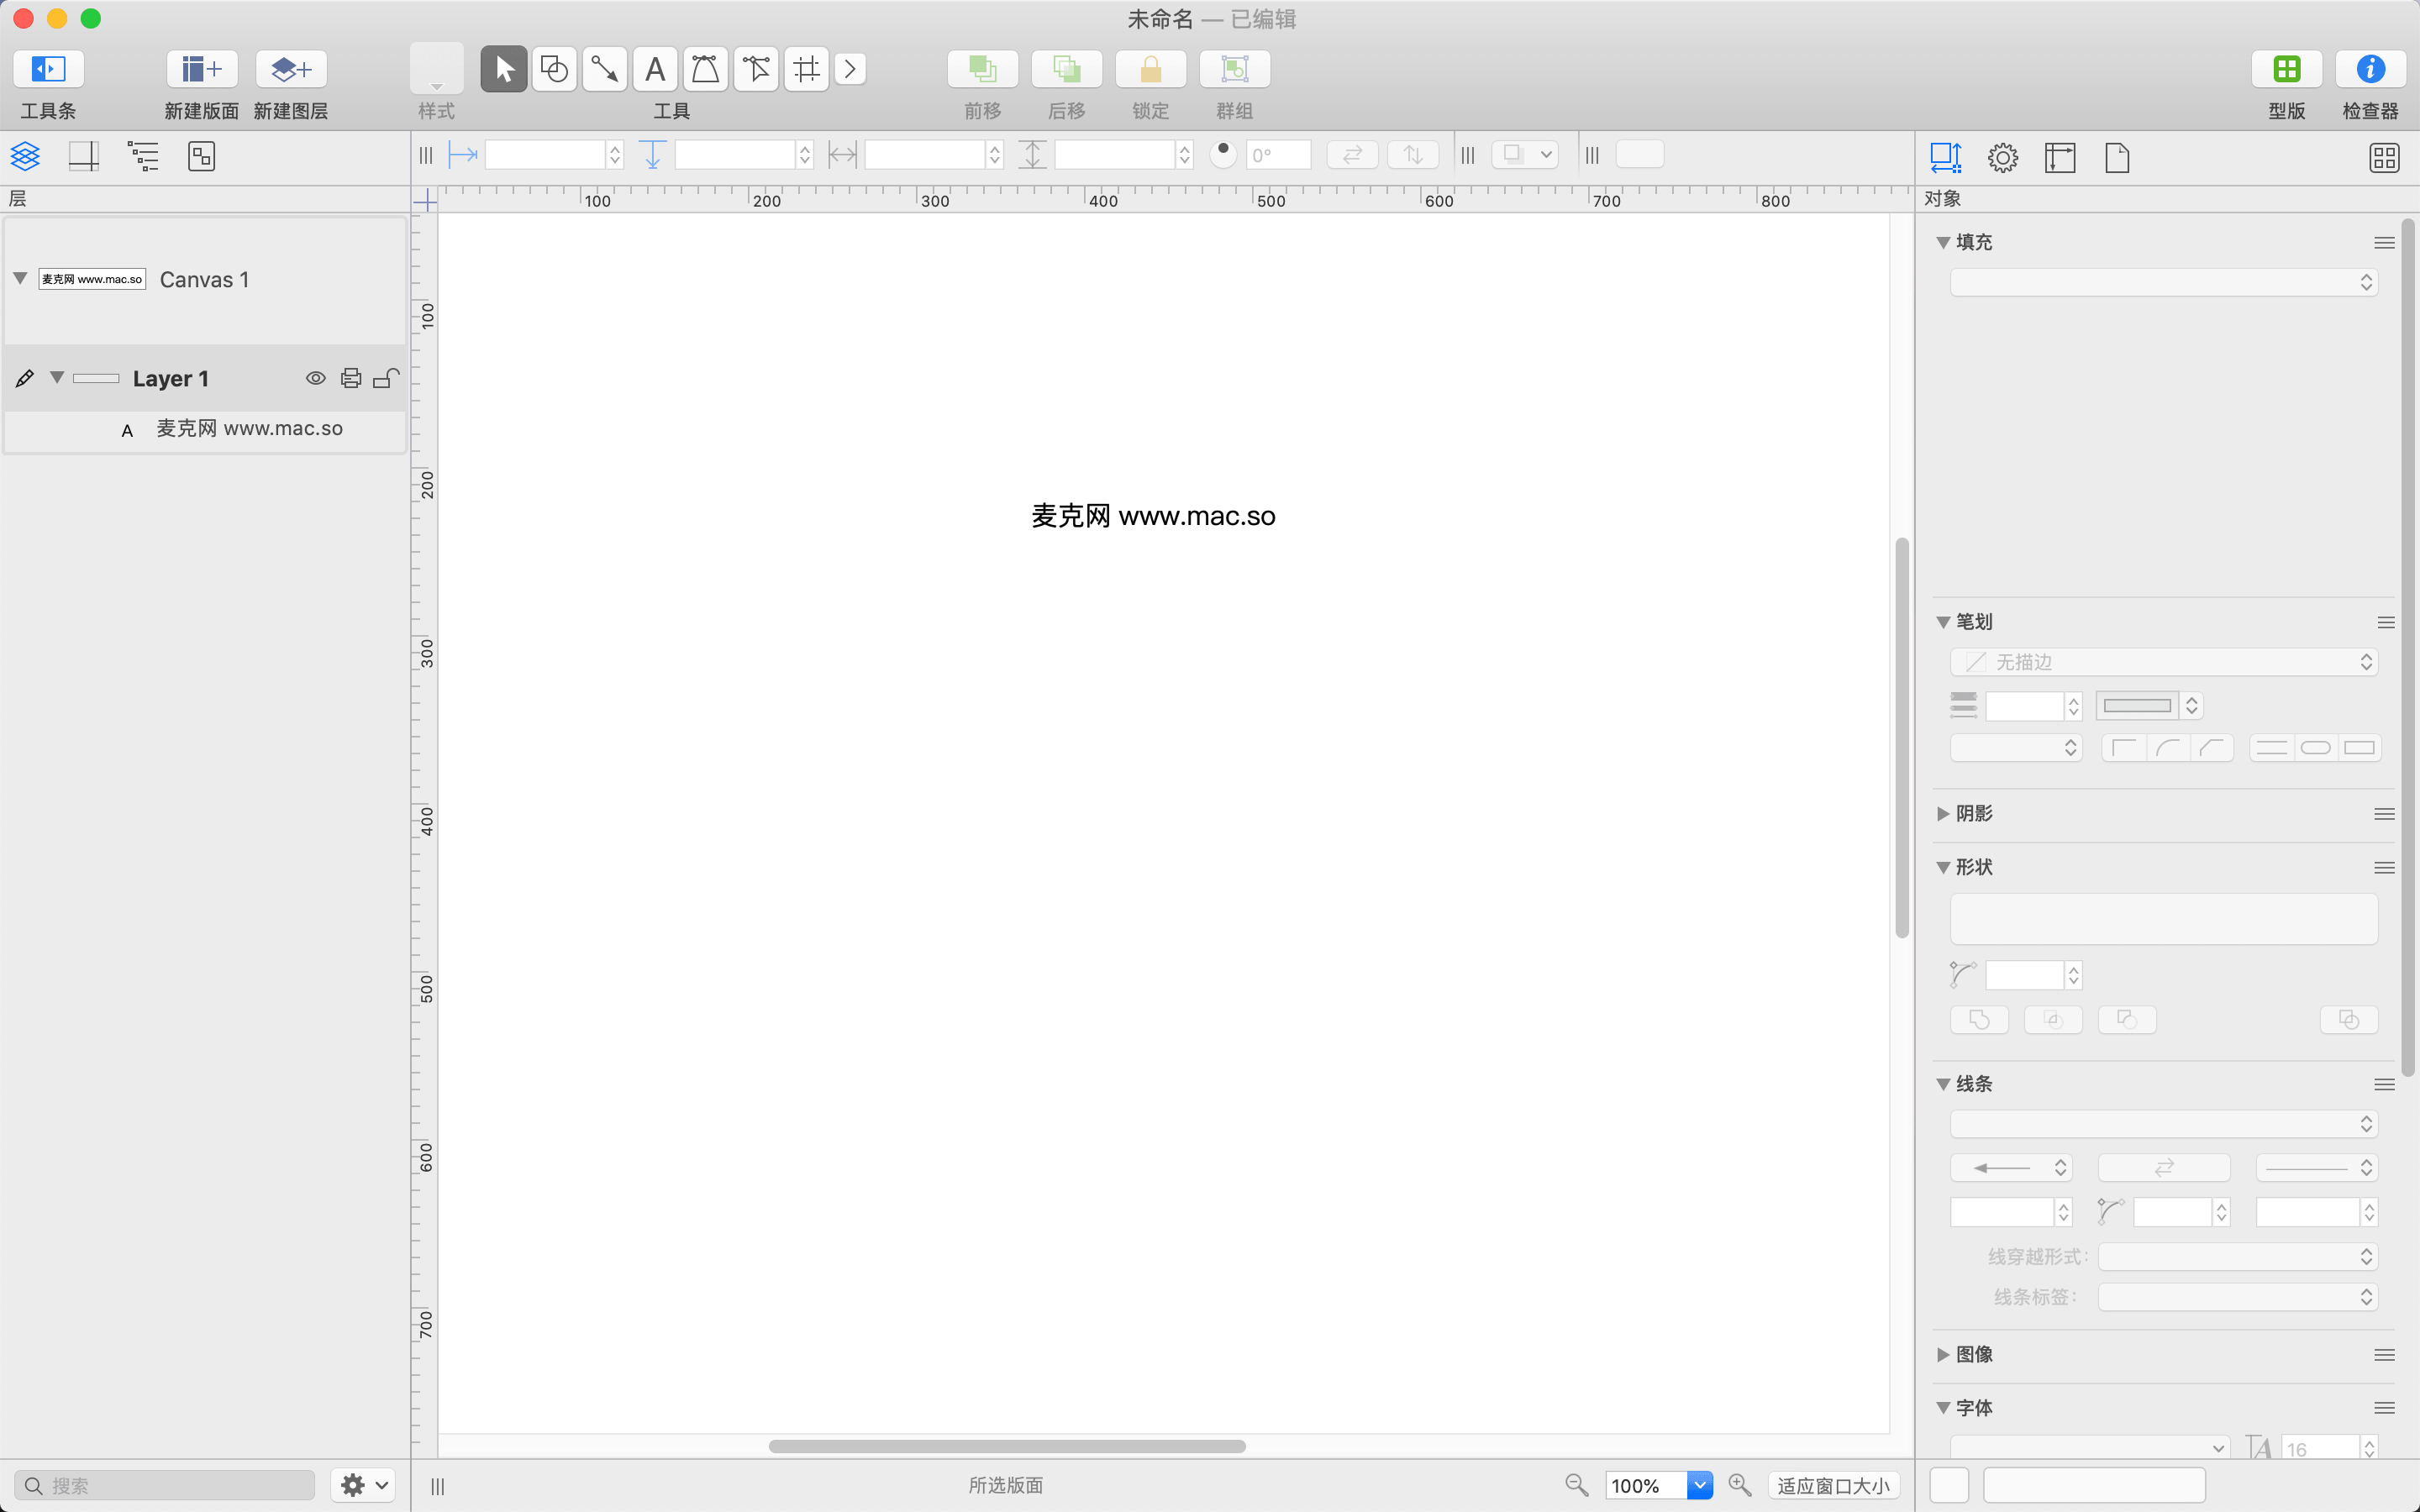 未命名 — 已编辑
工具条 新建版面 新建图层 样式 工具 前移 后移 锁定 群组 型版 检查器
0°
层
100 200 300 400 500 600 700 800
对象
麦克网 www.mac.so Canvas 1
Layer 1
A 麦克网 www.mac.so
100
200
300
400
500
600
700
麦克网 www.mac.so
填充
笔划
无描边
阴影
形状
线条
线穿越形式:
线条标签:
图像
字体
16
搜索
所选版面
100%
适应窗口大小